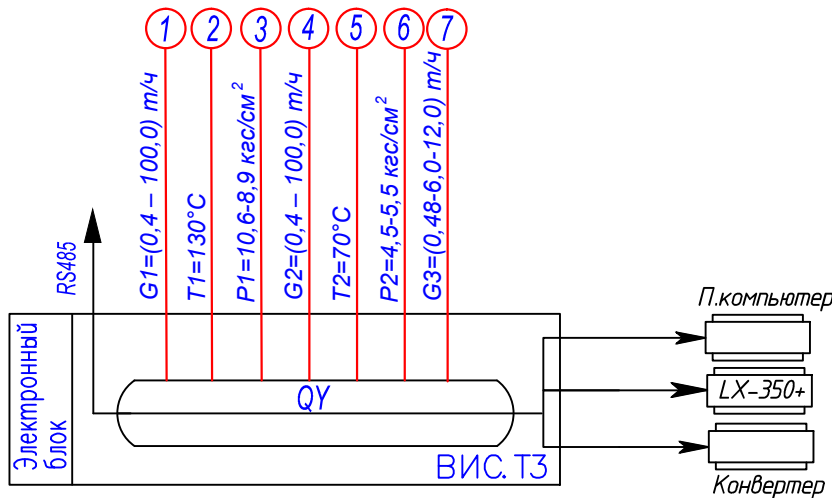 1 2 3 4 5 6 7
G1=(0,4 – 100,0) т/ч
T1=130°C
P1=10,6-8,9 кгс/см²
G2=(0,4 – 100,0) т/ч
T2=70°C
P2=4,5-5,5 кгс/см²
G3=(0,48-6,0-12,0) т/ч
RS485
П.компьютер
Электронный
блок
QY
LX-350+
ВИС.Т3
Конвертер